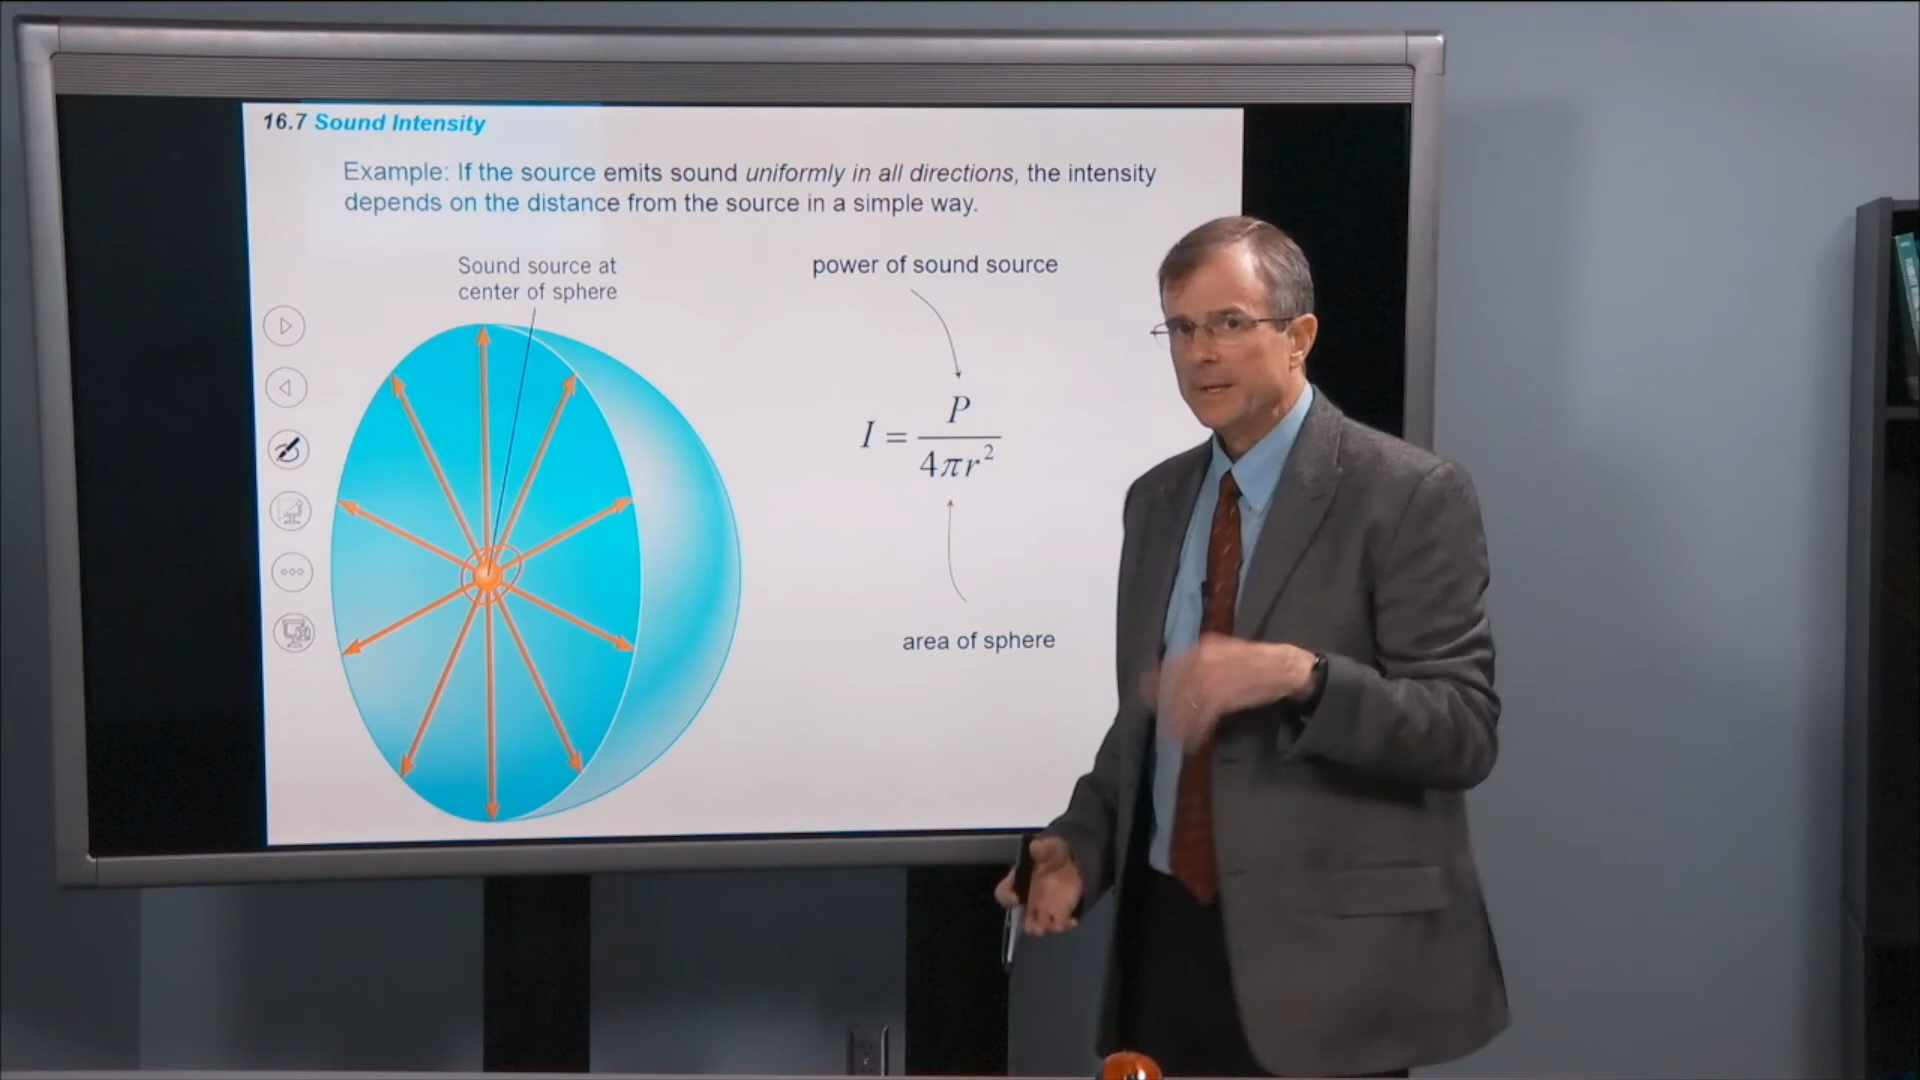 16.7 Sound Intensity
Example: If the source emits sound uniformly in all directions, the intensity
depends on the distance from the source in a simple way.
Sound source at
center of sphere
power of sound source
I = P / 4πr²
area of sphere